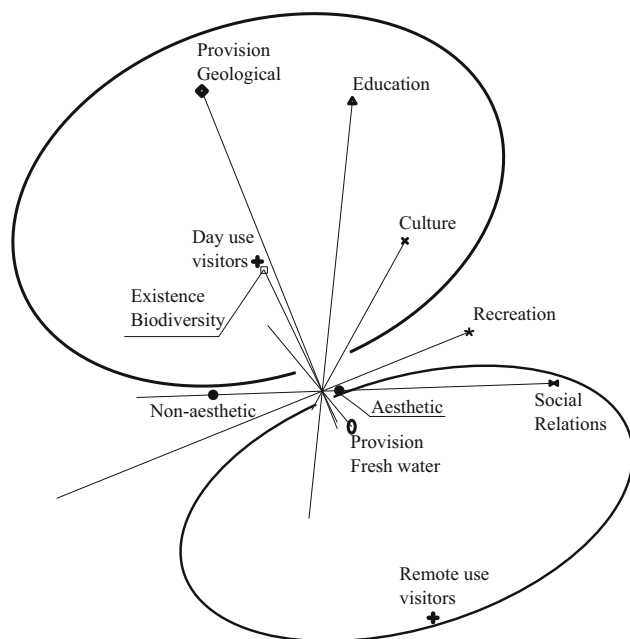 Provision
Geological
Education
Culture
Day use
visitors
Existence
Biodiversity
Recreation
Non-aesthetic
Aesthetic
Social
Relations
Provision
Fresh water
Remote use
visitors